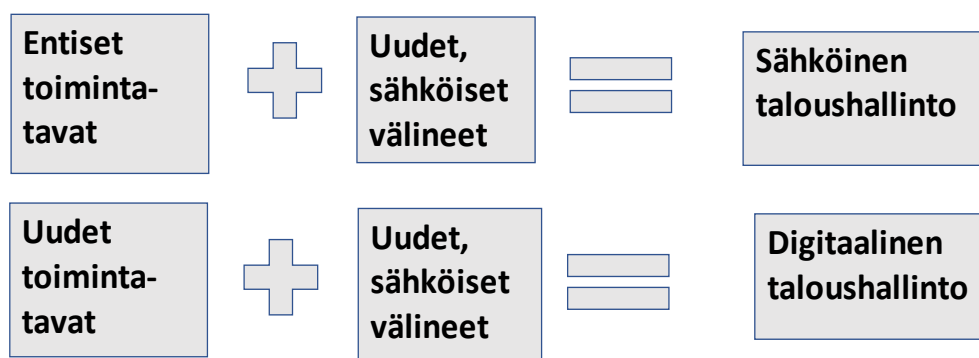 Entiset
toiminta-
tavat
Uudet,
sähköiset
välineet
Sähköinen
taloushallinto
Uudet
toiminta-
tavat
Uudet,
sähköiset
välineet
Digitaalinen
taloushallinto